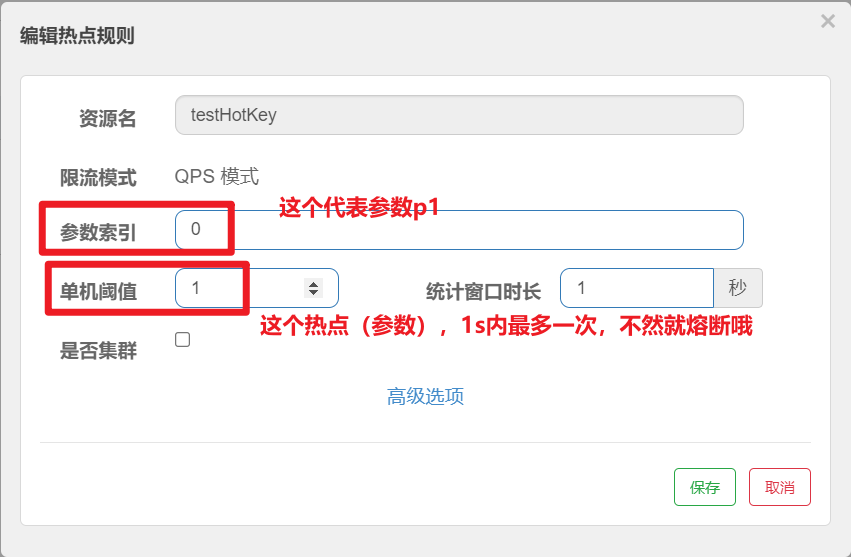 编辑热点规则 ×
资源名 testHotKey
限流模式 QPS 模式
这个代表参数p1
参数索引 0
单机阈值 1 统计窗口时长 1 秒
这个热点（参数），1s内最多一次，不然就熔断哦
是否集群
高级选项
保存 取消